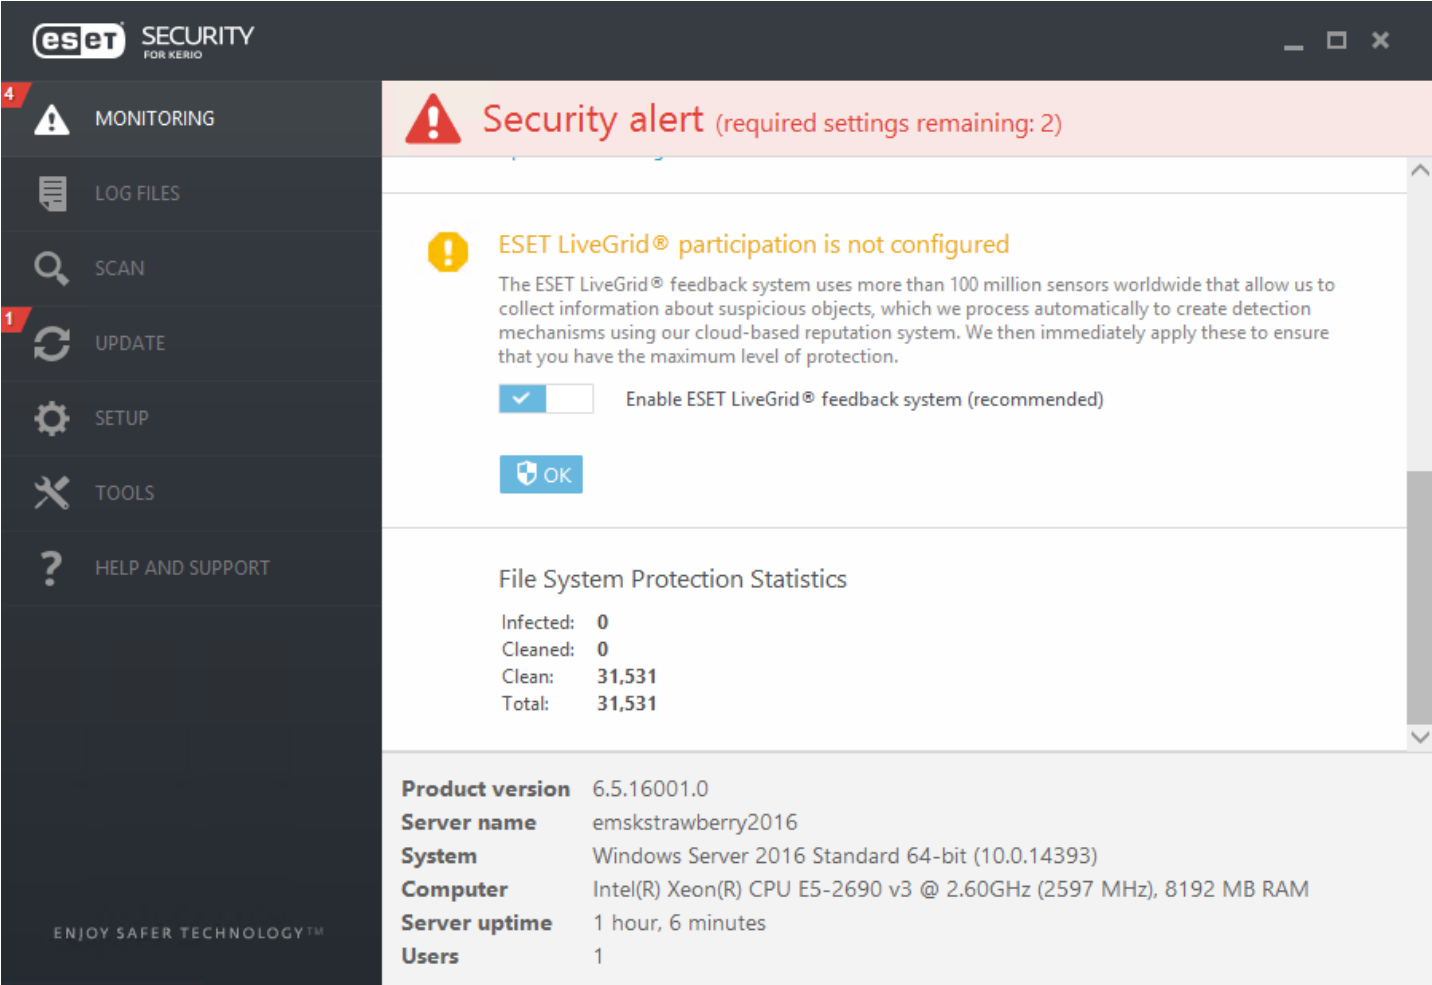 eset SECURITY
FOR KERIO
4
MONITORING
LOG FILES
SCAN
1
UPDATE
SETUP
TOOLS
HELP AND SUPPORT
ENJOY SAFER TECHNOLOGY™
Security alert (required settings remaining: 2)
ESET LiveGrid® participation is not configured
The ESET LiveGrid® feedback system uses more than 100 million sensors worldwide that allow us to
collect information about suspicious objects, which we process automatically to create detection
mechanisms using our cloud-based reputation system. We then immediately apply these to ensure
that you have the maximum level of protection.
Enable ESET LiveGrid® feedback system (recommended)
OK
File System Protection Statistics
Infected: 0
Cleaned: 0
Clean: 31,531
Total: 31,531
Product version 6.5.16001.0
Server name emskstrawberry2016
System Windows Server 2016 Standard 64-bit (10.0.14393)
Computer Intel(R) Xeon(R) CPU E5-2690 v3 @ 2.60GHz (2597 MHz), 8192 MB RAM
Server uptime 1 hour, 6 minutes
Users 1